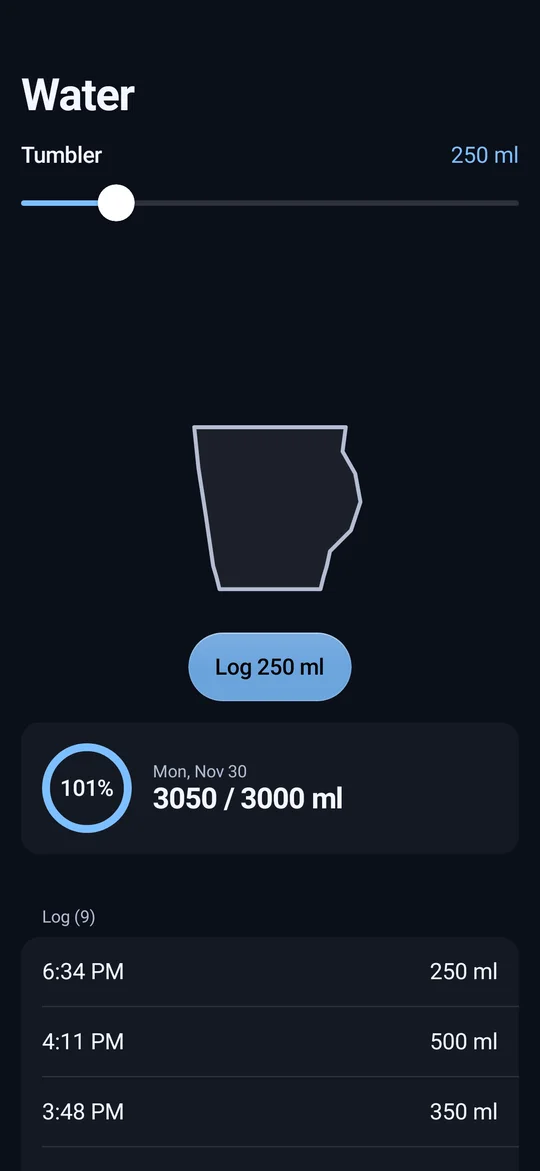 Water
Tumbler 250 ml
Log 250 ml
101%
Mon, Nov 30
3050 / 3000 ml
Log (9)
6:34 PM 250 ml
4:11 PM 500 ml
3:48 PM 350 ml